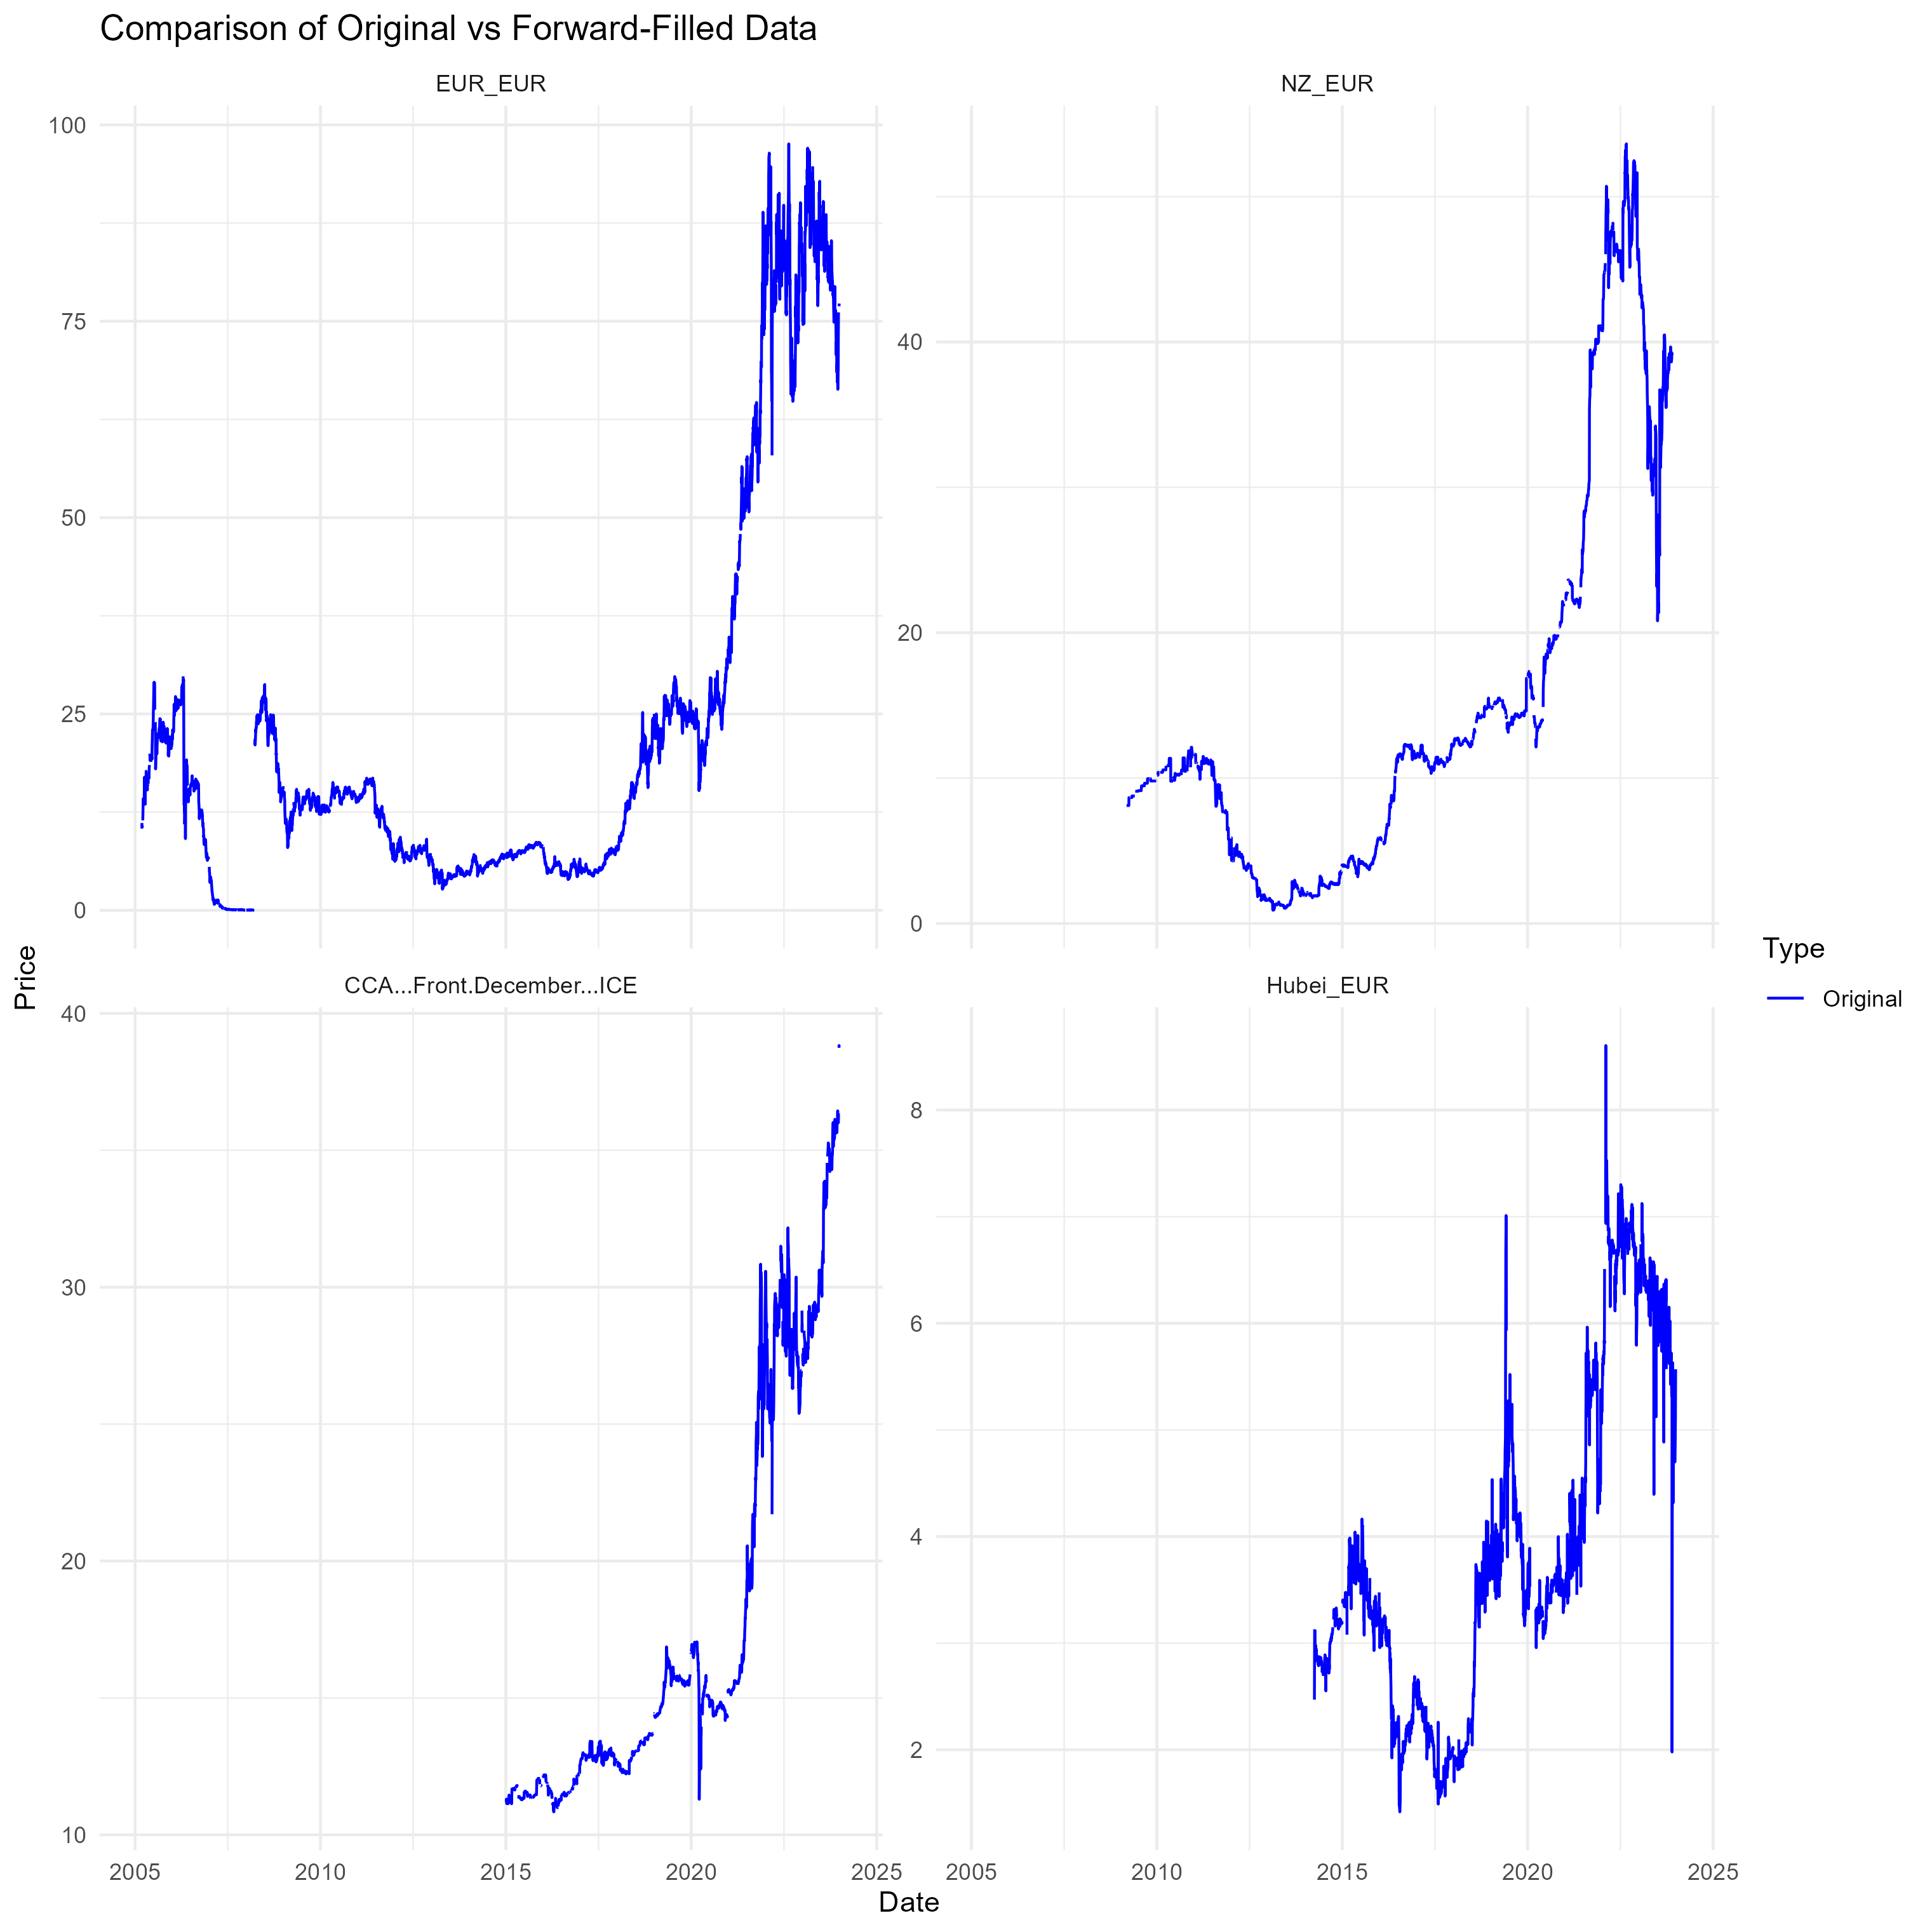 Comparison of Original vs Forward-Filled Data
EUR_EUR
NZ_EUR
100
75
50
25
0
40
20
0
Price
CCA...Front.December...ICE
Hubei_EUR
40
30
20
10
8
6
4
2
2005 2010 2015 2020 2025
2005 2010 2015 2020 2025
Date
Type
Original